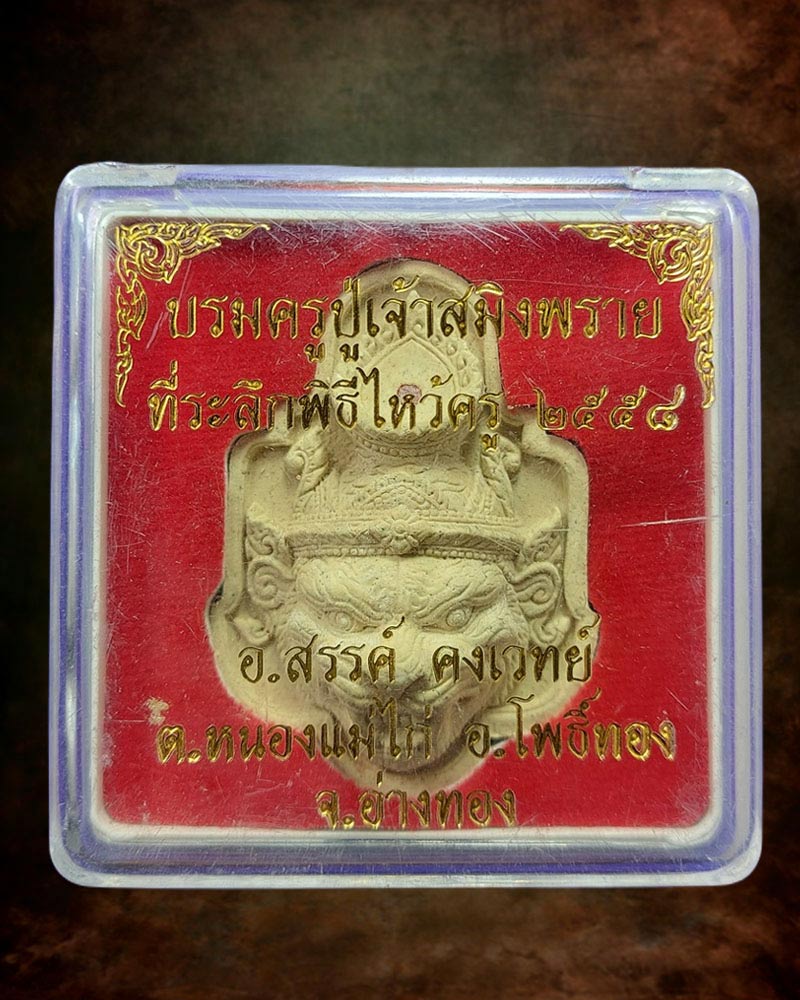 บรมครูปู่เจ้าสมิงพราย
ที่ระลึกพิธีไหว้ครู ๒๕๕๘
อ.สรรค์ คงเวทย์
ต.หนองแม่ไก่ อ.โพธิ์ทอง
จ.อ่างทอง